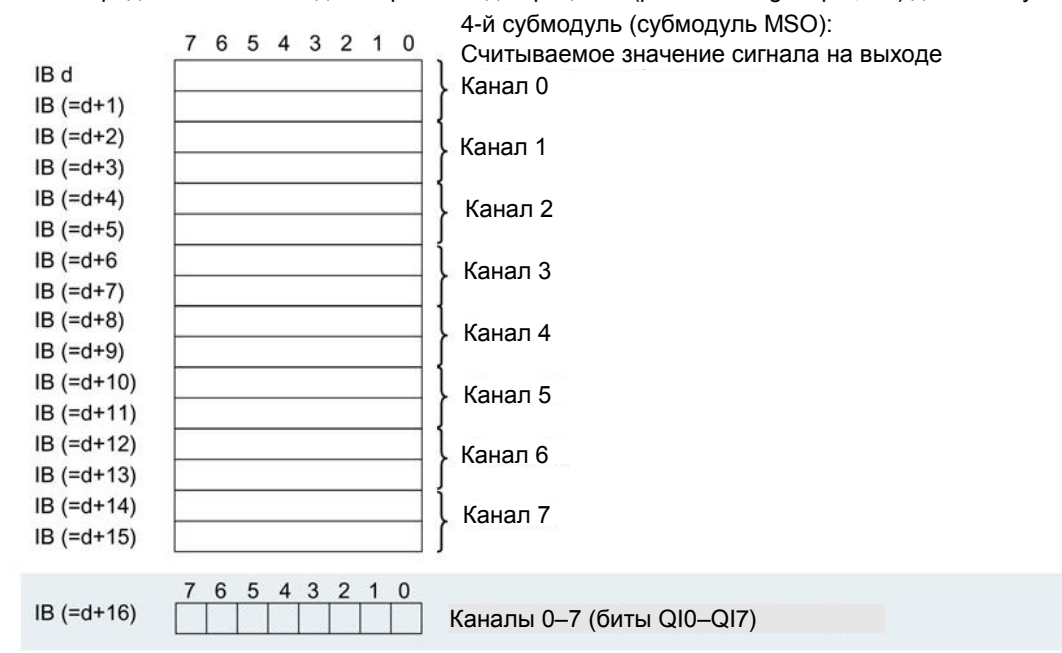 4-й субмодуль (субмодуль MSO):
7 6 5 4 3 2 1 0
Считываемое значение сигнала на выходе
IB d
Канал 0
IB (=d+1)
IB (=d+2)
Канал 1
IB (=d+3)
IB (=d+4)
Канал 2
IB (=d+5)
IB (=d+6
Канал 3
IB (=d+7)
IB (=d+8)
Канал 4
IB (=d+9)
IB (=d+10)
Канал 5
IB (=d+11)
IB (=d+12)
Канал 6
IB (=d+13)
IB (=d+14)
Канал 7
IB (=d+15)
7 6 5 4 3 2 1 0
IB (=d+16)
Каналы 0–7 (биты QI0–QI7)